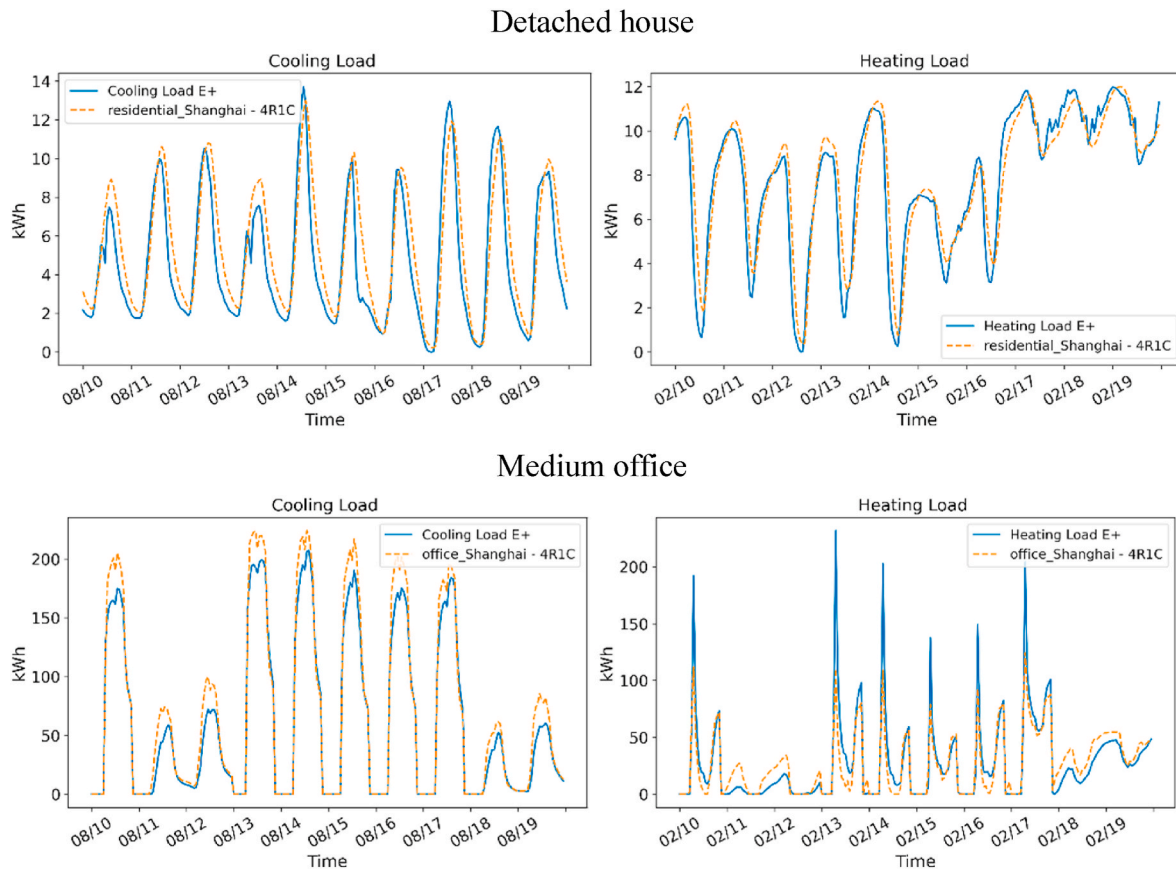 Detached house
Cooling Load
Heating Load
14
12
10
8
6
4
2
0
kWh
Cooling Load E+
residential_Shanghai - 4R1C
08/10
08/11
08/12
08/13
08/14
08/15
08/16
08/17
08/18
08/19
Time
12
10
8
6
4
2
0
kWh
Heating Load E+
residential_Shanghai - 4R1C
02/10
02/11
02/12
02/13
02/14
02/15
02/16
02/17
02/18
02/19
Time
Medium office
Cooling Load
Heating Load
200
150
100
50
0
kWh
Cooling Load E+
office_Shanghai - 4R1C
08/10
08/11
08/12
08/13
08/14
08/15
08/16
08/17
08/18
08/19
Time
200
150
100
50
0
kWh
Heating Load E+
office_Shanghai - 4R1C
02/10
02/11
02/12
02/13
02/14
02/15
02/16
02/17
02/18
02/19
Time